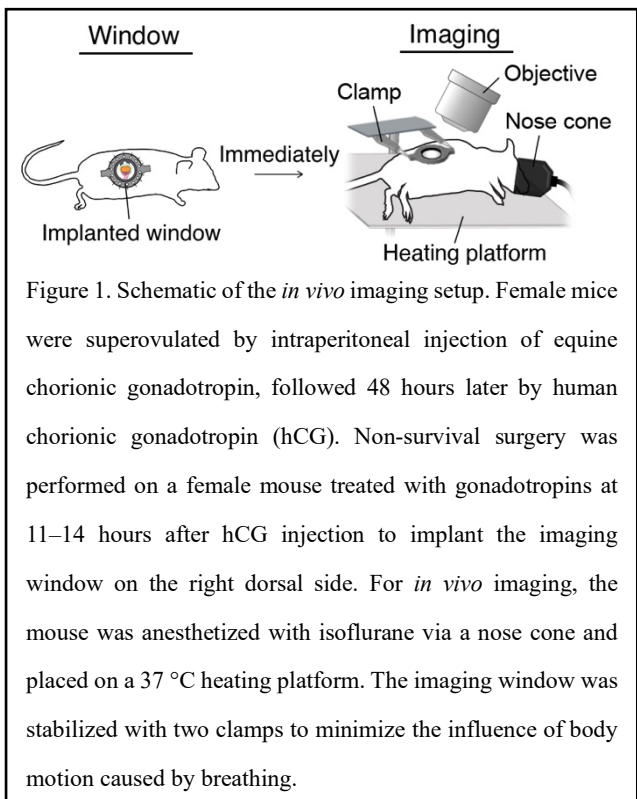 Window
Imaging
Objective
Clamp
Nose cone
Immediately
Implanted window
Heating platform
Figure 1. Schematic of the in vivo imaging setup. Female mice
were superovulated by intraperitoneal injection of equine
chorionic gonadotropin, followed 48 hours later by human
chorionic gonadotropin (hCG). Non-survival surgery was
performed on a female mouse treated with gonadotropins at
11–14 hours after hCG injection to implant the imaging
window on the right dorsal side. For in vivo imaging, the
mouse was anesthetized with isoflurane via a nose cone and
placed on a 37 °C heating platform. The imaging window was
stabilized with two clamps to minimize the influence of body
motion caused by breathing.